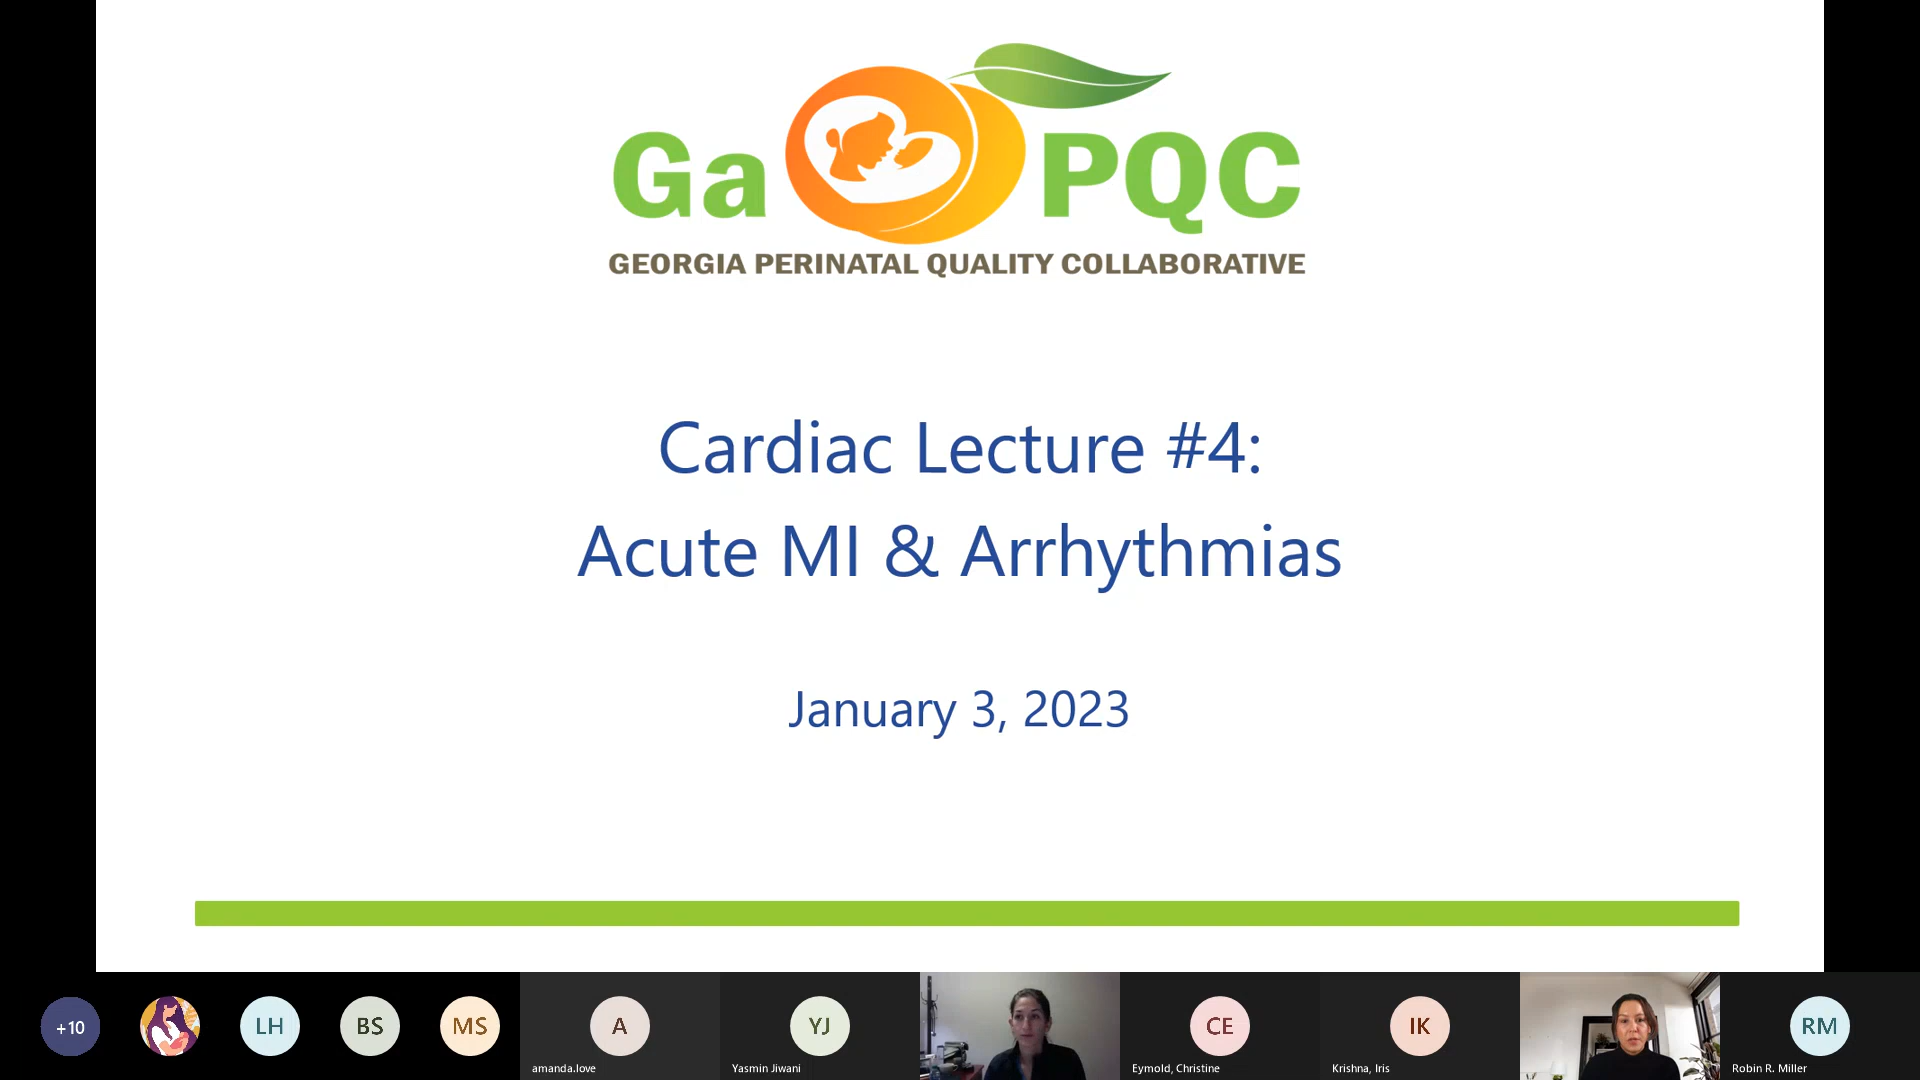 Ga PQC
GEORGIA PERINATAL QUALITY COLLABORATIVE
Cardiac Lecture #4:
Acute MI & Arrhythmias
January 3, 2023
+10
LH
BS
MS
A
YJ
CE
IK
RM
amanda.love
Yasmin Jiwani
Eymold, Christine
Krishna, Iris
Robin R. Miller